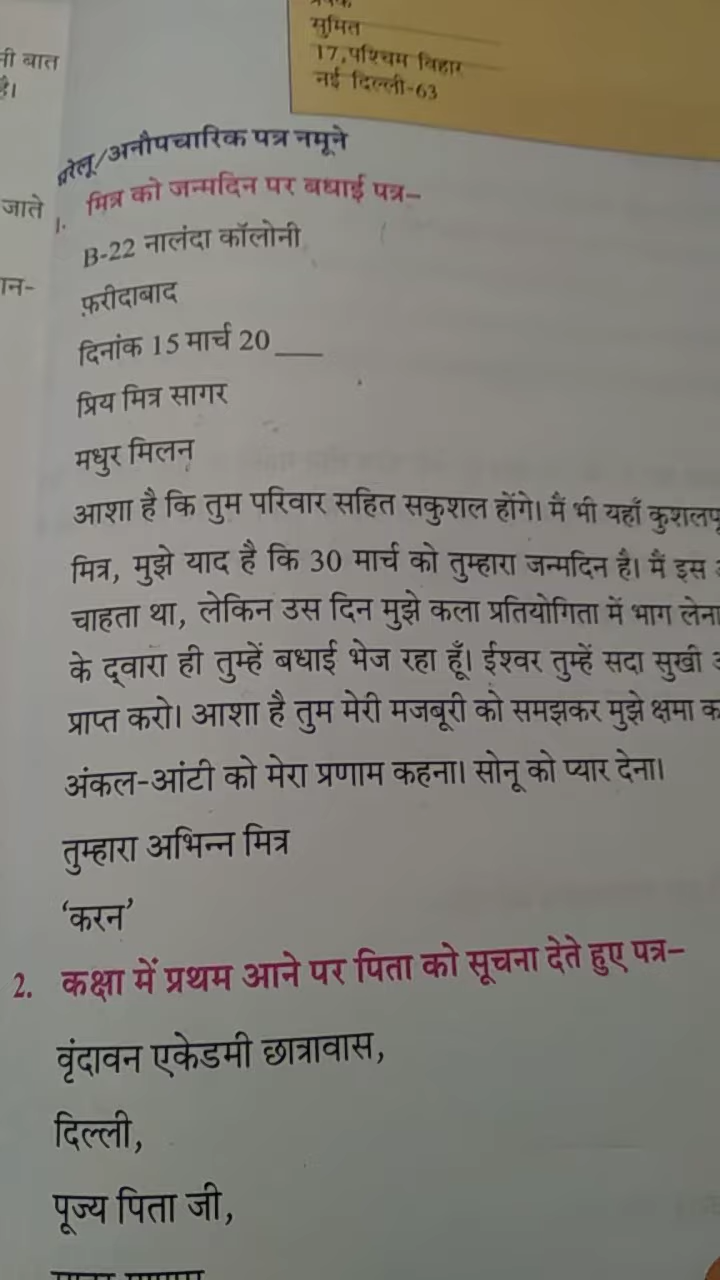 सुमित
17, पश्चिम विहार
नई दिल्ली-63
नी बात
है।
जाते
ान-
घरेलू/अनौपचारिक पत्र नमूने
1. मित्र को जन्मदिन पर बधाई पत्र–
B-22 नालंदा कॉलोनी
फ़रीदाबाद
दिनांक 15 मार्च 20 ___
प्रिय मित्र सागर
मधुर मिलन
आशा है कि तुम परिवार सहित सकुशल होंगे। मैं भी यहाँ कुशलपू
मित्र, मुझे याद है कि 30 मार्च को तुम्हारा जन्मदिन है। मैं इस
चाहता था, लेकिन उस दिन मुझे कला प्रतियोगिता में भाग लेना
के द्वारा ही तुम्हें बधाई भेज रहा हूँ। ईश्वर तुम्हें सदा सुखी
प्राप्त करो। आशा है तुम मेरी मजबूरी को समझकर मुझे क्षमा क
अंकल-आंटी को मेरा प्रणाम कहना। सोनू को प्यार देना।
तुम्हारा अभिन्न मित्र
‘करन’
2. कक्षा में प्रथम आने पर पिता को सूचना देते हुए पत्र–
वृंदावन एकेडमी छात्रावास,
दिल्ली,
पूज्य पिता जी,